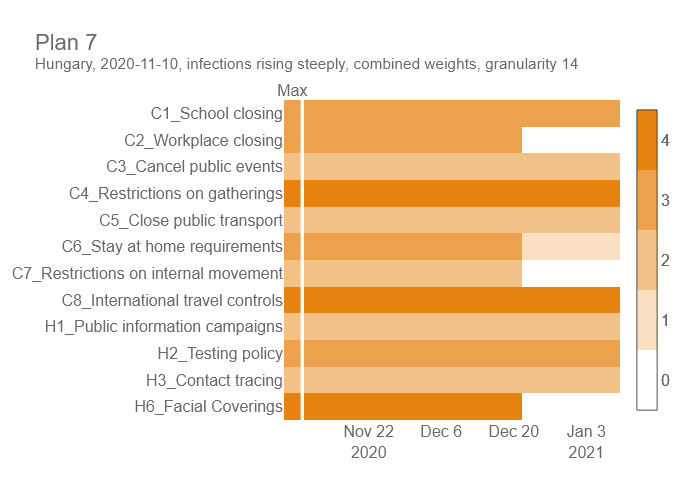 Plan 7
Hungary, 2020-11-10, infections rising steeply, combined weights, granularity 14
Max
C1_School closing
C2_Workplace closing
C3_Cancel public events
C4_Restrictions on gatherings
C5_Close public transport
C6_Stay at home requirements
C7_Restrictions on internal movement
C8_International travel controls
H1_Public information campaigns
H2_Testing policy
H3_Contact tracing
H6_Facial Coverings
4
3
2
1
0
Nov 22 Dec 6 Dec 20 Jan 3
2020 2021